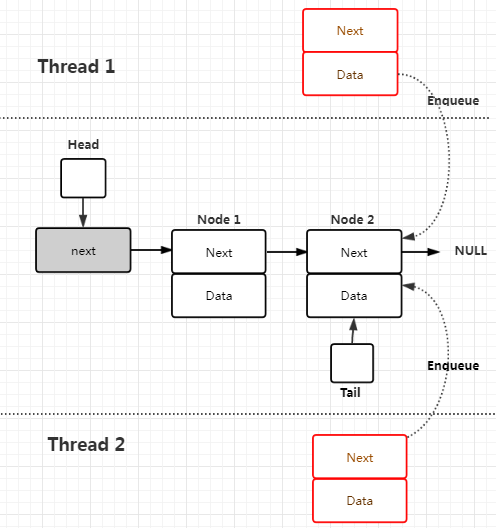 Next
Thread 1
Data
Enqueue
Head
Node 1
Node 2
next
Next
Next
NULL
Data
Data
Enqueue
Tail
Thread 2
Next
Data